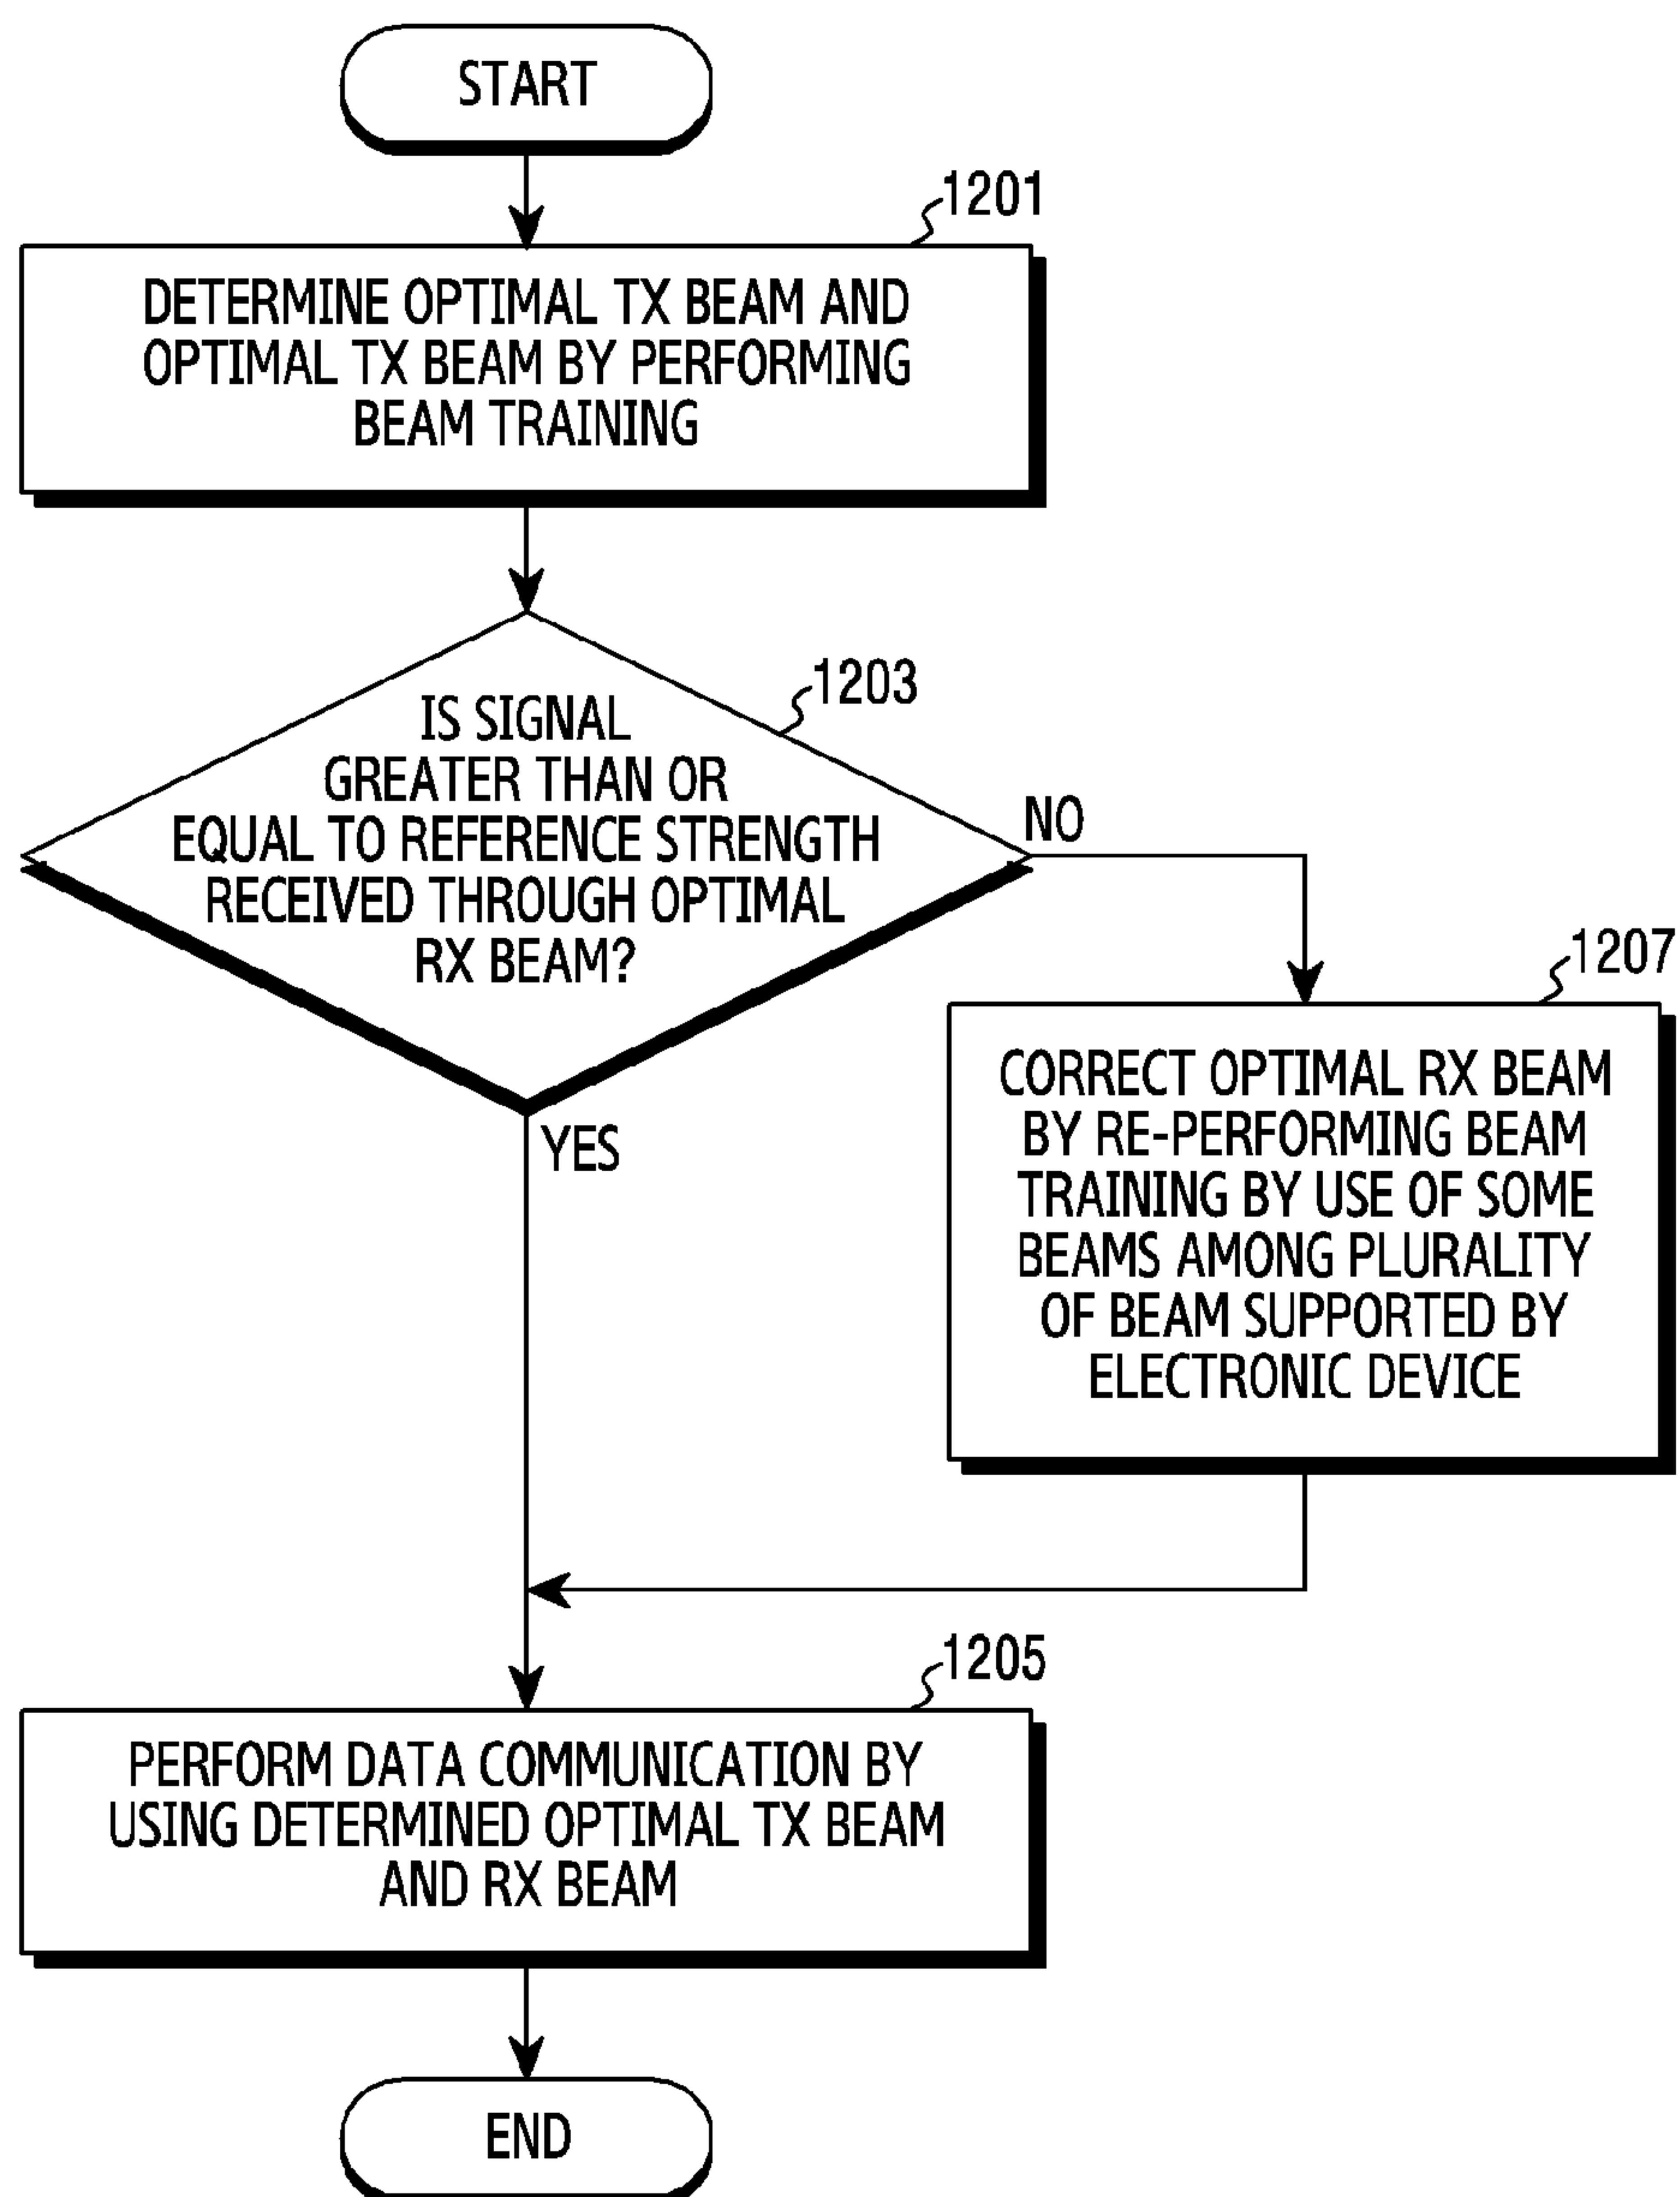 START
1201
DETERMINE OPTIMAL TX BEAM AND
OPTIMAL TX BEAM BY PERFORMING
BEAM TRAINING
1203
IS SIGNAL
GREATER THAN OR
EQUAL TO REFERENCE STRENGTH
RECEIVED THROUGH OPTIMAL
RX BEAM?
NO
YES
1207
CORRECT OPTIMAL RX BEAM
BY RE-PERFORMING BEAM
TRAINING BY USE OF SOME
BEAMS AMONG PLURALITY
OF BEAM SUPPORTED BY
ELECTRONIC DEVICE
1205
PERFORM DATA COMMUNICATION BY
USING DETERMINED OPTIMAL TX BEAM
AND RX BEAM
END